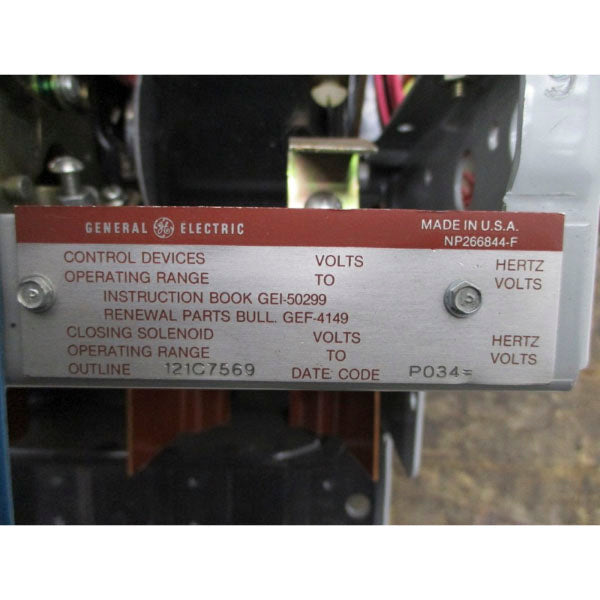 GENERAL GE ELECTRIC
MADE IN U.S.A.
NP266844-F
CONTROL DEVICES VOLTS HERTZ
OPERATING RANGE TO VOLTS
INSTRUCTION BOOK GEI-50299
RENEWAL PARTS BULL. GEF-4149
CLOSING SOLENOID VOLTS HERTZ
OPERATING RANGE TO VOLTS
OUTLINE 121C7569 DATE CODE P034=